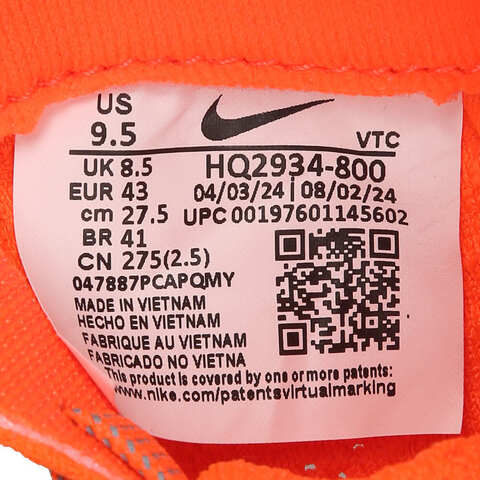 US
9.5
VTC
UK 8.5
HQ2934-800
EUR 43
04/03/24 | 08/02/24
cm 27.5
UPC 00197601145602
BR 41
CN 275(2.5)
047887PCAPQMY
MADE IN VIETNAM
HECHO EN VIETNAM
FABRIQUE AU VIETNAM
FABRICADO NO VIETNA
This product is covered by one or more patents.
www.nike.com/patentsvirtualmarking